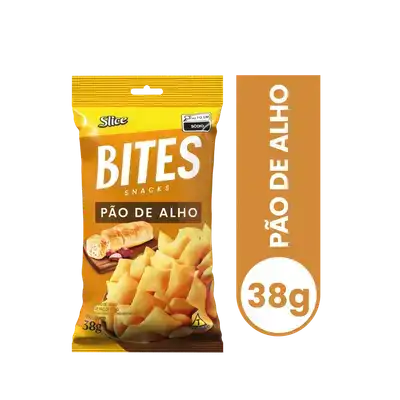 Slice
BITES
SNACKS
PÃO DE ALHO
38g
PÃO DE ALHO
38g